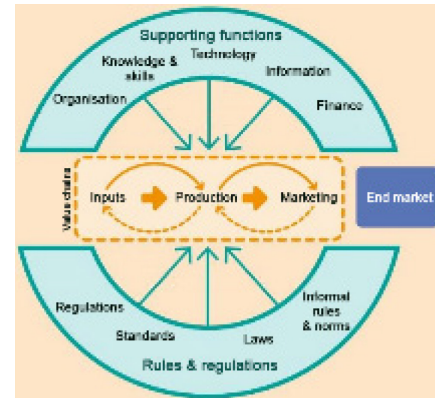 Supporting functions
Knowledge &
skills
Technology
Information
Organisation
Finance
Value chains
Inputs
Production
Marketing
End market
Regulations
Standards
Laws
Informal
rules
& norms
Rules & regulations